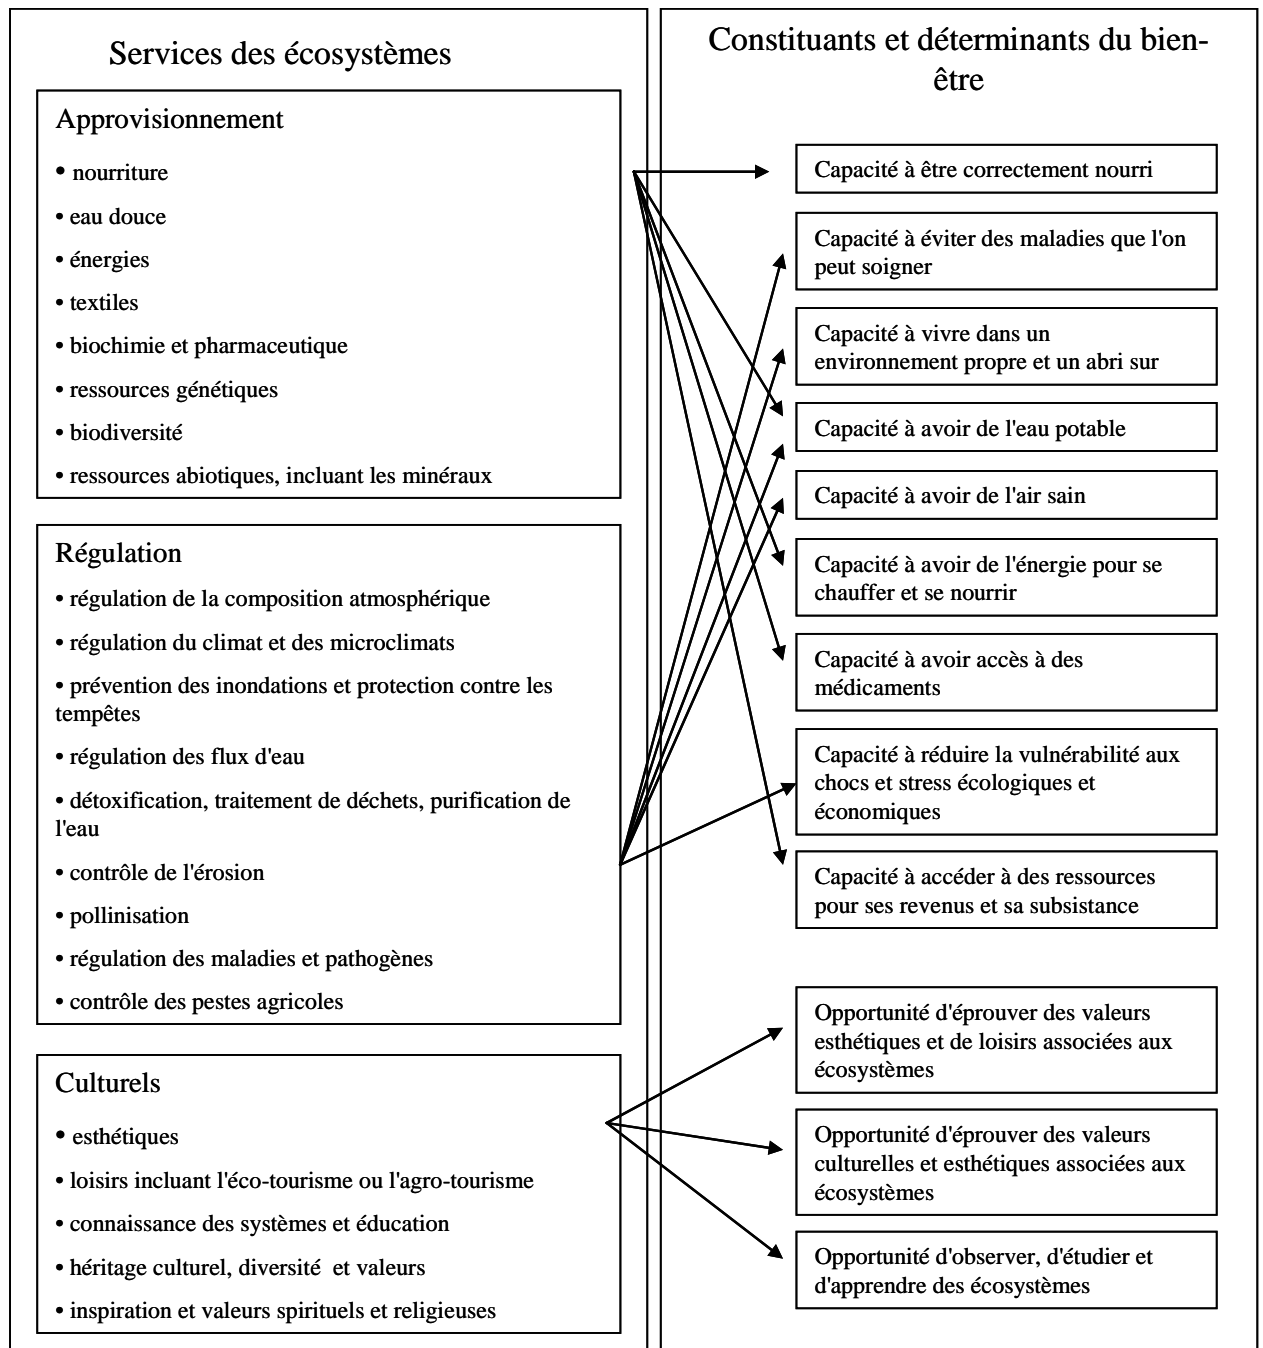 Services des écosystèmes
Approvisionnement
• nourriture
• eau douce
• énergies
• textiles
• biochimie et pharmaceutique
• ressources génétiques
• biodiversité
• ressources abiotiques, incluant les minéraux
Régulation
• régulation de la composition atmosphérique
• régulation du climat et des microclimats
• prévention des inondations et protection contre les
tempêtes
• régulation des flux d'eau
• détoxification, traitement de déchets, purification de
l'eau
• contrôle de l'érosion
• pollinisation
• régulation des maladies et pathogènes
• contrôle des pestes agricoles
Culturels
• esthétiques
• loisirs incluant l'éco-tourisme ou l'agro-tourisme
• connaissance des systèmes et éducation
• héritage culturel, diversité et valeurs
• inspiration et valeurs spirituels et religieuses
Constituants et déterminants du bien-
être
Capacité à être correctement nourri
Capacité à éviter des maladies que l'on
peut soigner
Capacité à vivre dans un
environnement propre et un abri sur
Capacité à avoir de l'eau potable
Capacité à avoir de l'air sain
Capacité à avoir de l'énergie pour se
chauffer et se nourrir
Capacité à avoir accès à des
médicaments
Capacité à réduire la vulnérabilité aux
chocs et stress écologiques et
économiques
Capacité à accéder à des ressources
pour ses revenus et sa subsistance
Opportunité d'éprouver des valeurs
esthétiques et de loisirs associées aux
écosystèmes
Opportunité d'éprouver des valeurs
culturelles et esthétiques associées aux
écosystèmes
Opportunité d'observer, d'étudier et
d'apprendre des écosystèmes